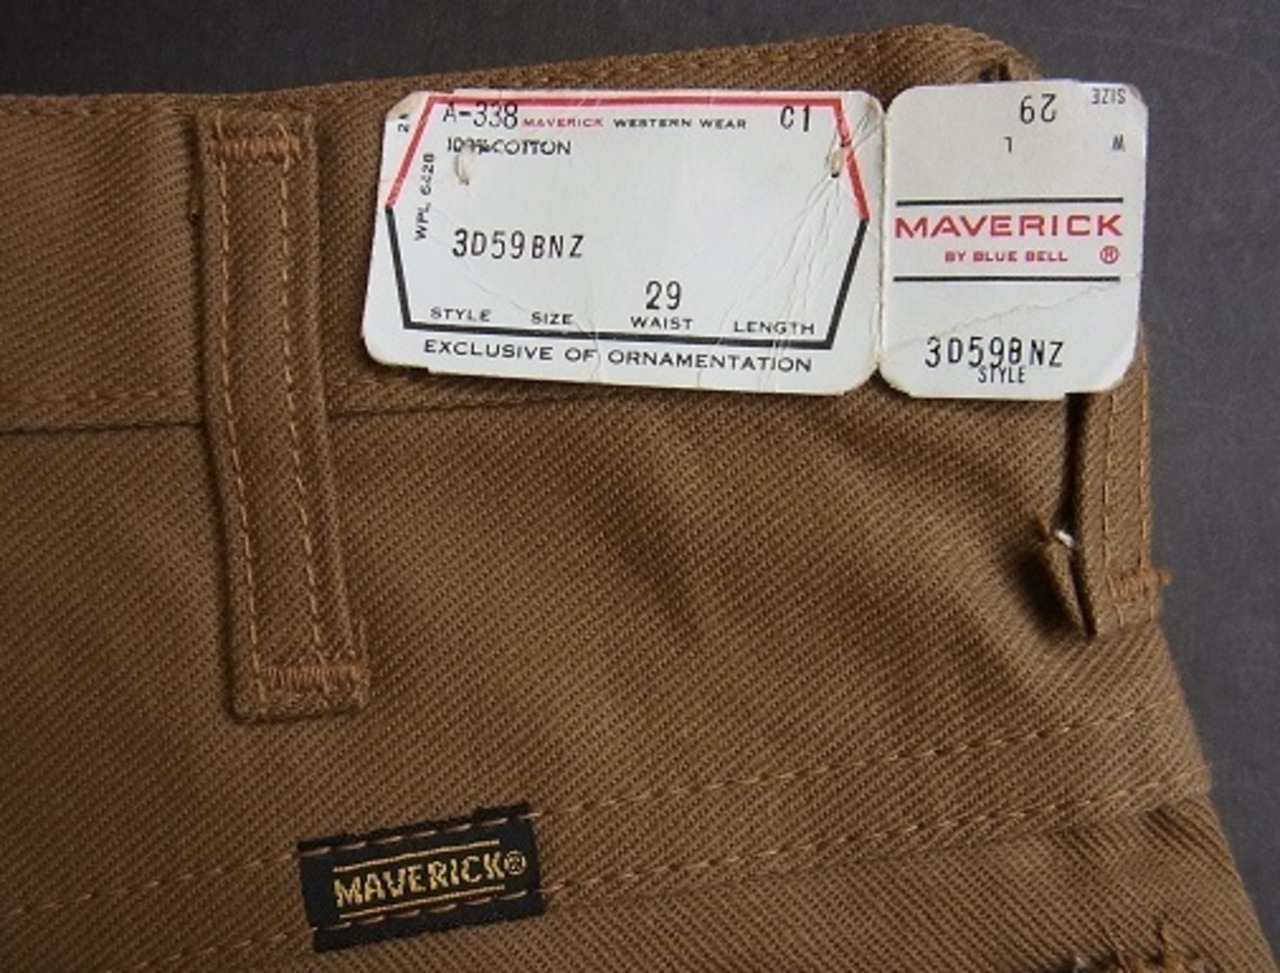 A-338 MAVERICK WESTERN WEAR C1
100% COTTON
WPL 6428
3D59BNZ
29
STYLE SIZE WAIST LENGTH
EXCLUSIVE OF ORNAMENTATION
SIZE
29
W L
MAVERICK
BY BLUE BELL ®
3D59BNZ
STYLE
MAVERICK®